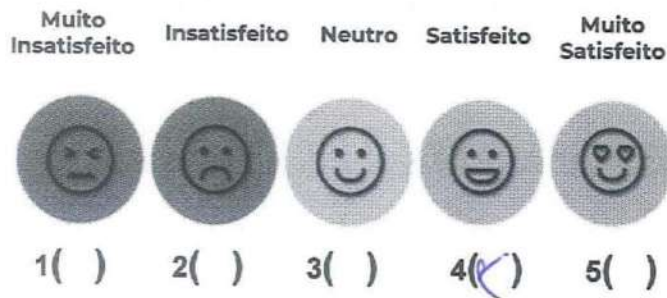 Muito Insatisfeito Insatisfeito Neutro Satisfeito Muito Satisfeito
1( ) 2( ) 3( ) 4(x) 5( )